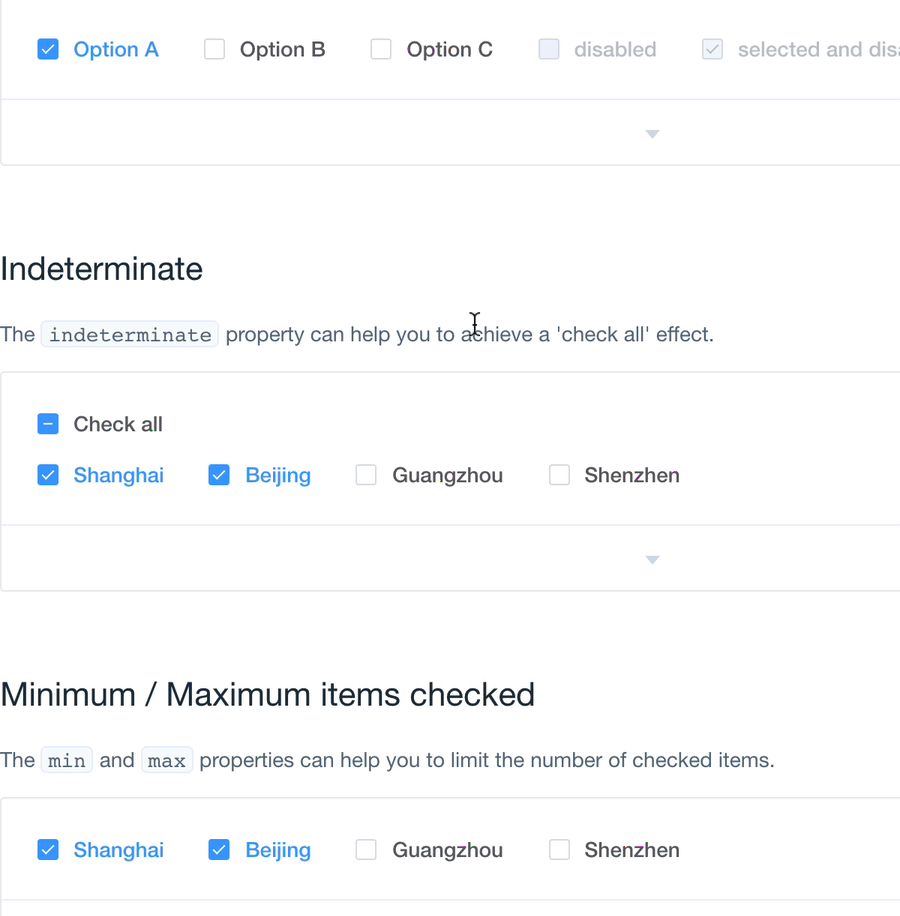 Option A Option B Option C disabled selected and disa
Indeterminate
The indeterminate property can help you to achieve a 'check all' effect.
Check all
Shanghai Beijing Guangzhou Shenzhen
Minimum / Maximum items checked
The min and max properties can help you to limit the number of checked items.
Shanghai Beijing Guangzhou Shenzhen